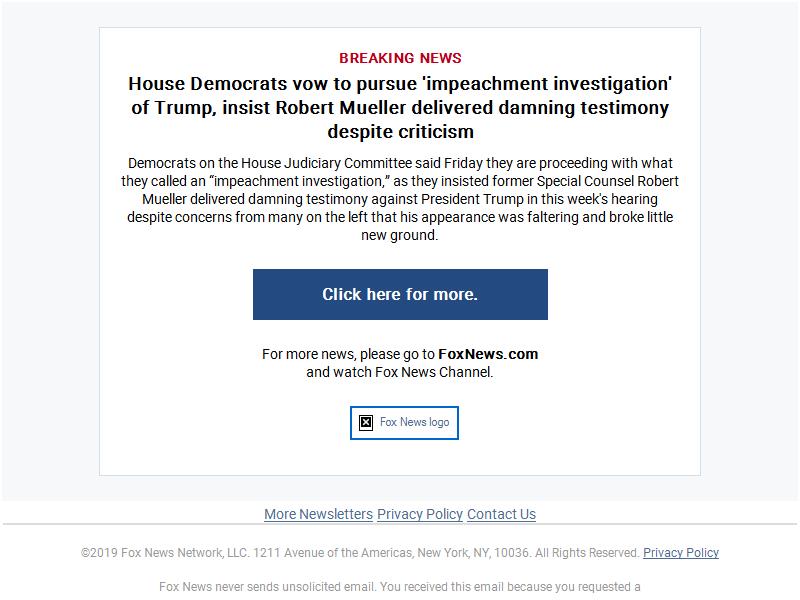 BREAKING NEWS
House Democrats vow to pursue 'impeachment investigation'
of Trump, insist Robert Mueller delivered damning testimony
despite criticism
Democrats on the House Judiciary Committee said Friday they are proceeding with what
they called an “impeachment investigation,” as they insisted former Special Counsel Robert
Mueller delivered damning testimony against President Trump in this week's hearing
despite concerns from many on the left that his appearance was faltering and broke little
new ground.
Click here for more.
For more news, please go to FoxNews.com
and watch Fox News Channel.
Fox News logo
More Newsletters Privacy Policy Contact Us
©2019 Fox News Network, LLC. 1211 Avenue of the Americas, New York, NY, 10036. All Rights Reserved. Privacy Policy
Fox News never sends unsolicited email. You received this email because you requested a